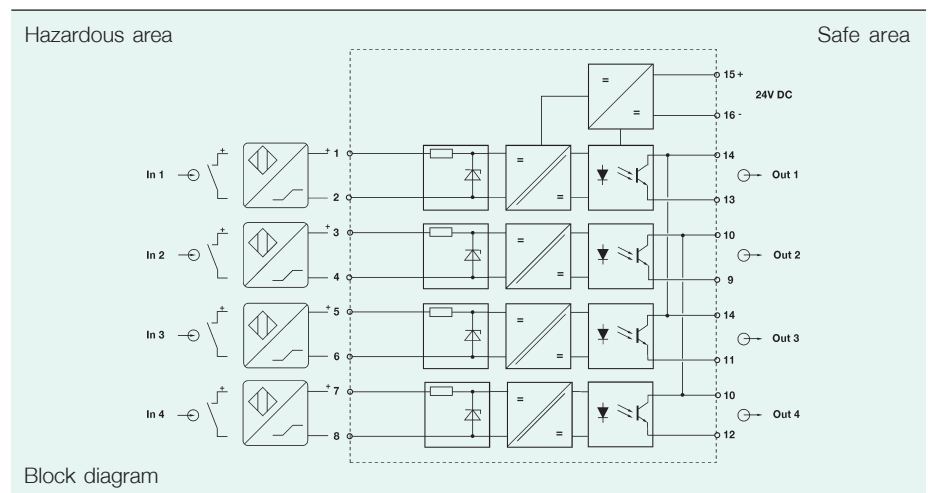 Hazardous area
Safe area
15 +
24V DC
16 -
=
=
In 1
+
+ 1
2
=
=
14
13
Out 1
In 2
+
+ 3
4
=
=
10
9
Out 2
In 3
+
+ 5
6
=
=
14
11
Out 3
In 4
+
+ 7
8
=
=
10
12
Out 4
Block diagram